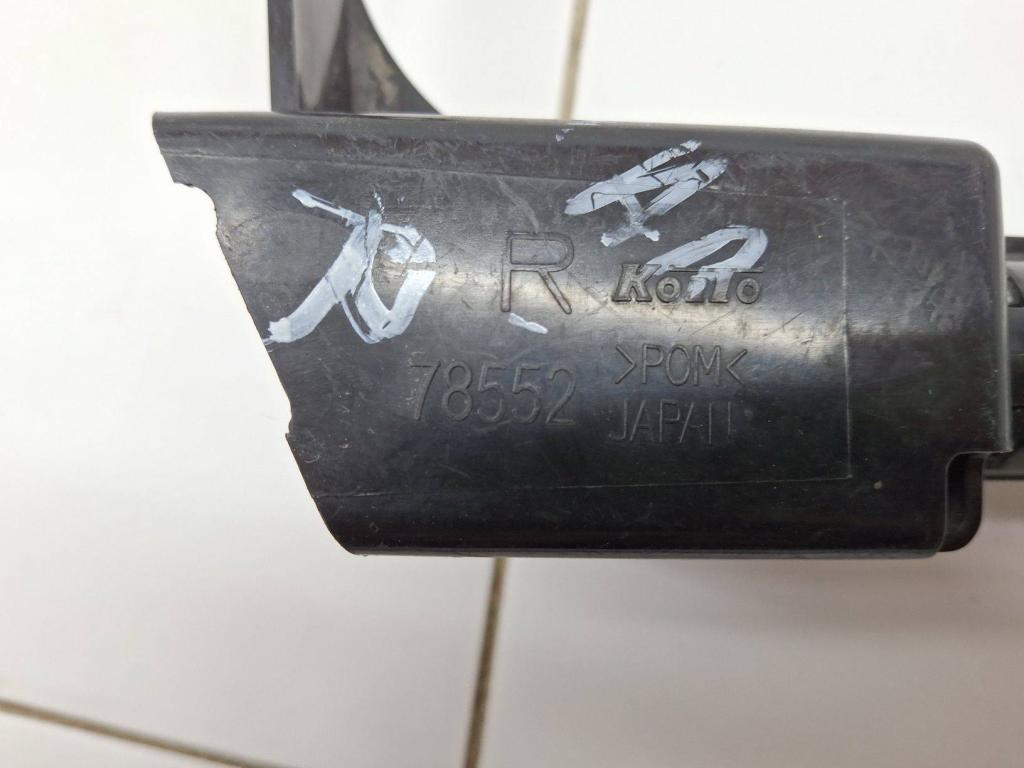 R
Koito
78552
>POM<
JAPAN